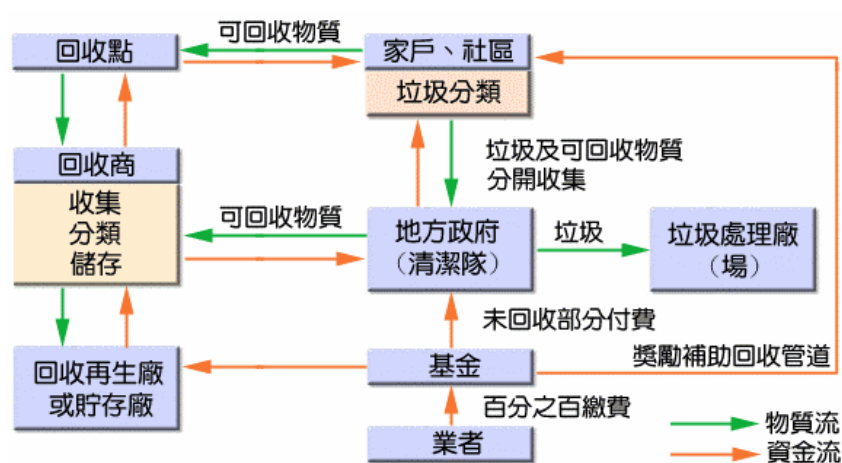 可回收物質
回收點
家戶、社區
垃圾分類
垃圾及可回收物質
分開收集
回收商
收集
分類
儲存
可回收物質
地方政府
（清潔隊）
垃圾
垃圾處理廠
（場）
未回收部分付費
回收再生廠
或貯存廠
基金
獎勵補助回收管道
百分之百繳費
業者
物質流
資金流